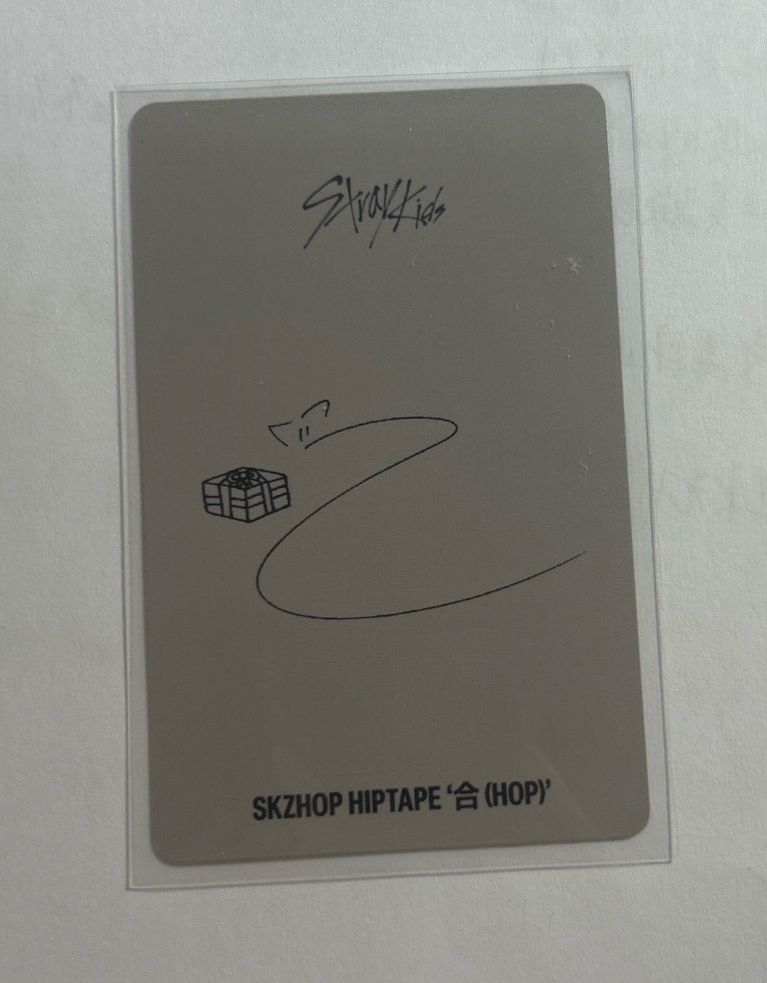 Stray Kids
SKZHOP HIPTAPE ‘合 (HOP)’